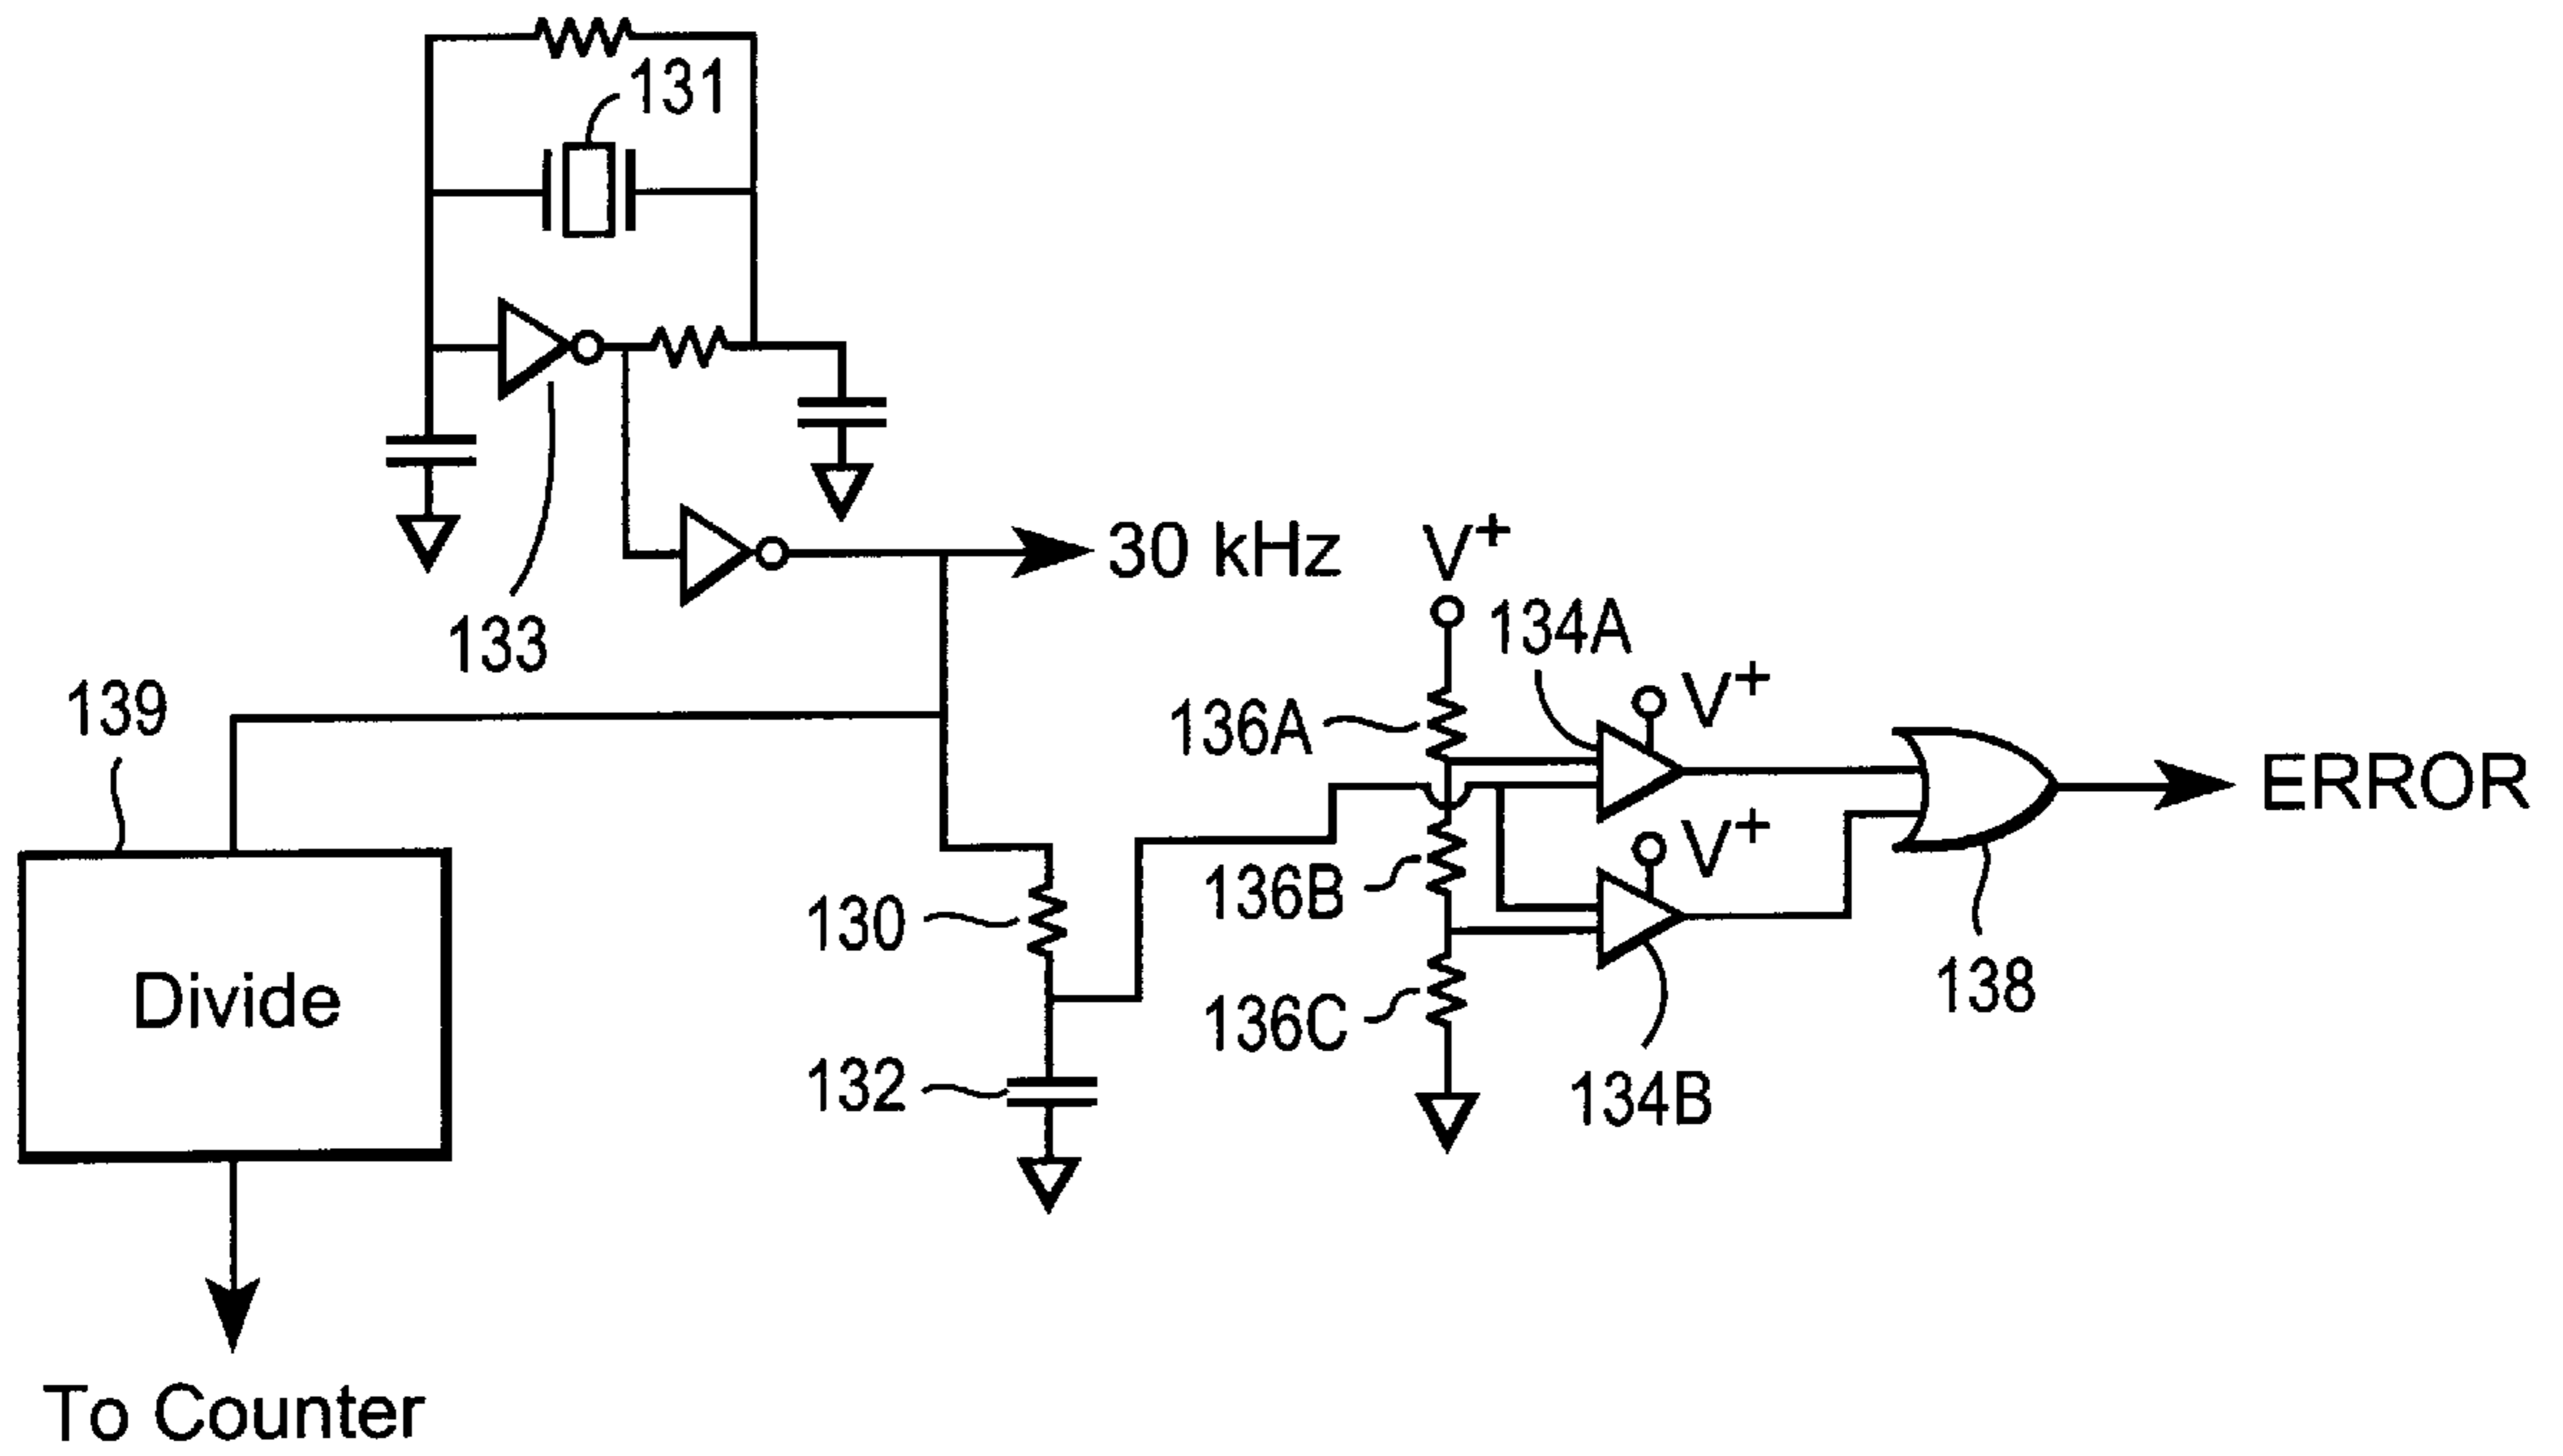 131
133
30 kHz
V+
134A
V+
136A
139
ERROR
V+
136B
130
138
Divide
136C
132
134B
To Counter